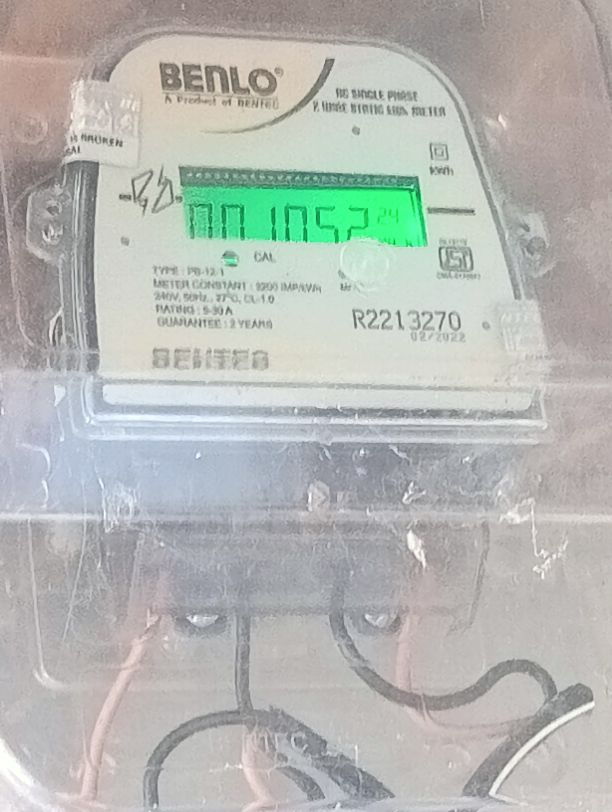 BENLO
A Product of BENTEC
AC SINGLE PHASE
2 WIRE STATIC kWh METER
kWh
001052 24
CAL
TYPE : PB-12-1
METER CONSTANT : 3200 IMP/kWh
240V, 50Hz., 27°C, CL-1.0
RATING : 5-30 A
GUARANTEE : 2 YEARS
R2213270
02/2022
BENTEC